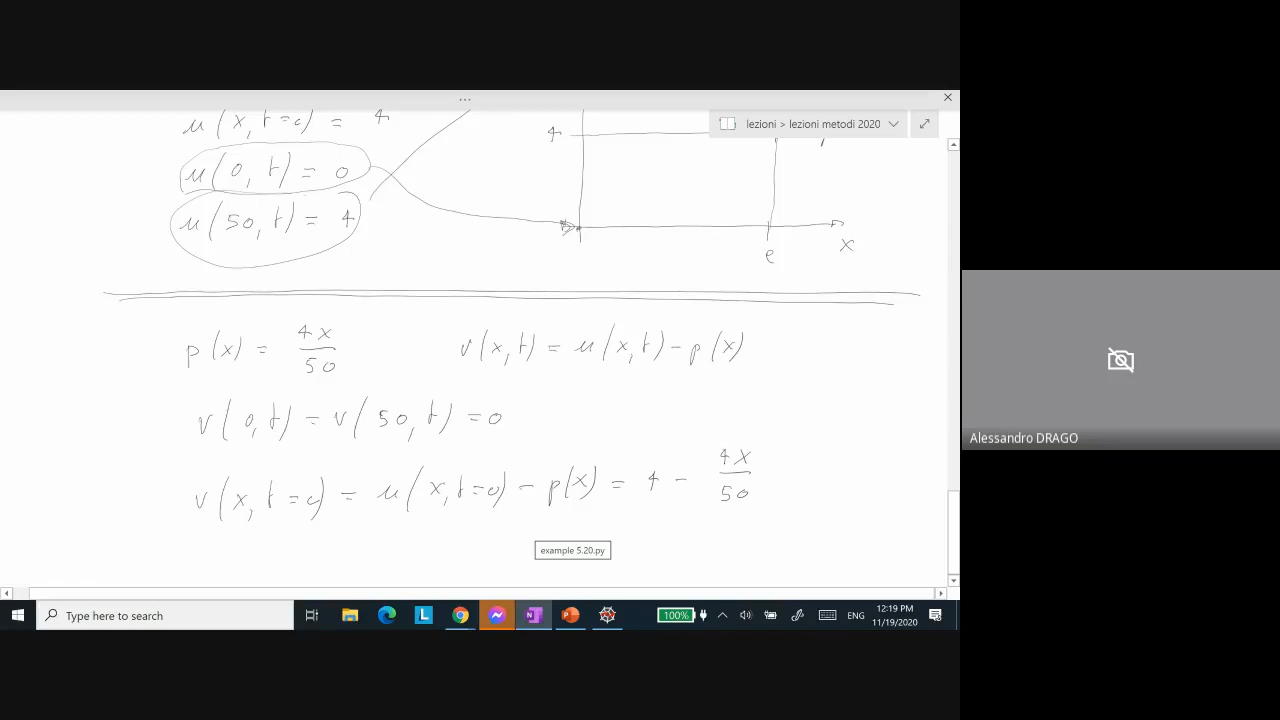 ...
u(x, t=0) = 4
lezioni > lezioni metodi 2020
4
u(0, t) = 0
u(50, t) = 4
x
e
p(x) = 4x/50
v(x, t) = u(x, t) - p(x)
v(0, t) = v(50, t) = 0
v(x, t=0) = u(x, t=0) - p(x) = 4 - 4x/50
example 5.20.py
Alessandro DRAGO
Type here to search
L
N
P
100%
ENG
12:19 PM
11/19/2020